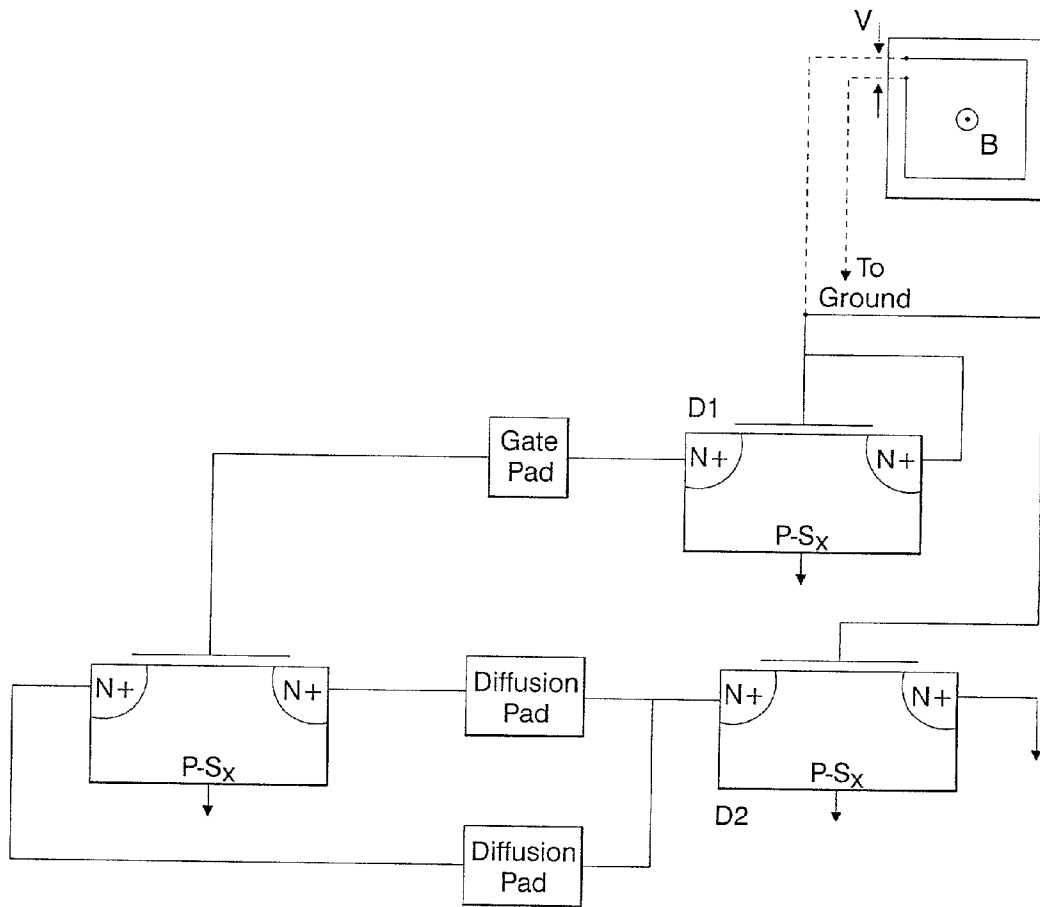 V
B
To
Ground
D1
Gate
Pad
N+
N+
P-Sx
N+
N+
P-Sx
Diffusion
Pad
N+
N+
P-Sx
D2
Diffusion
Pad